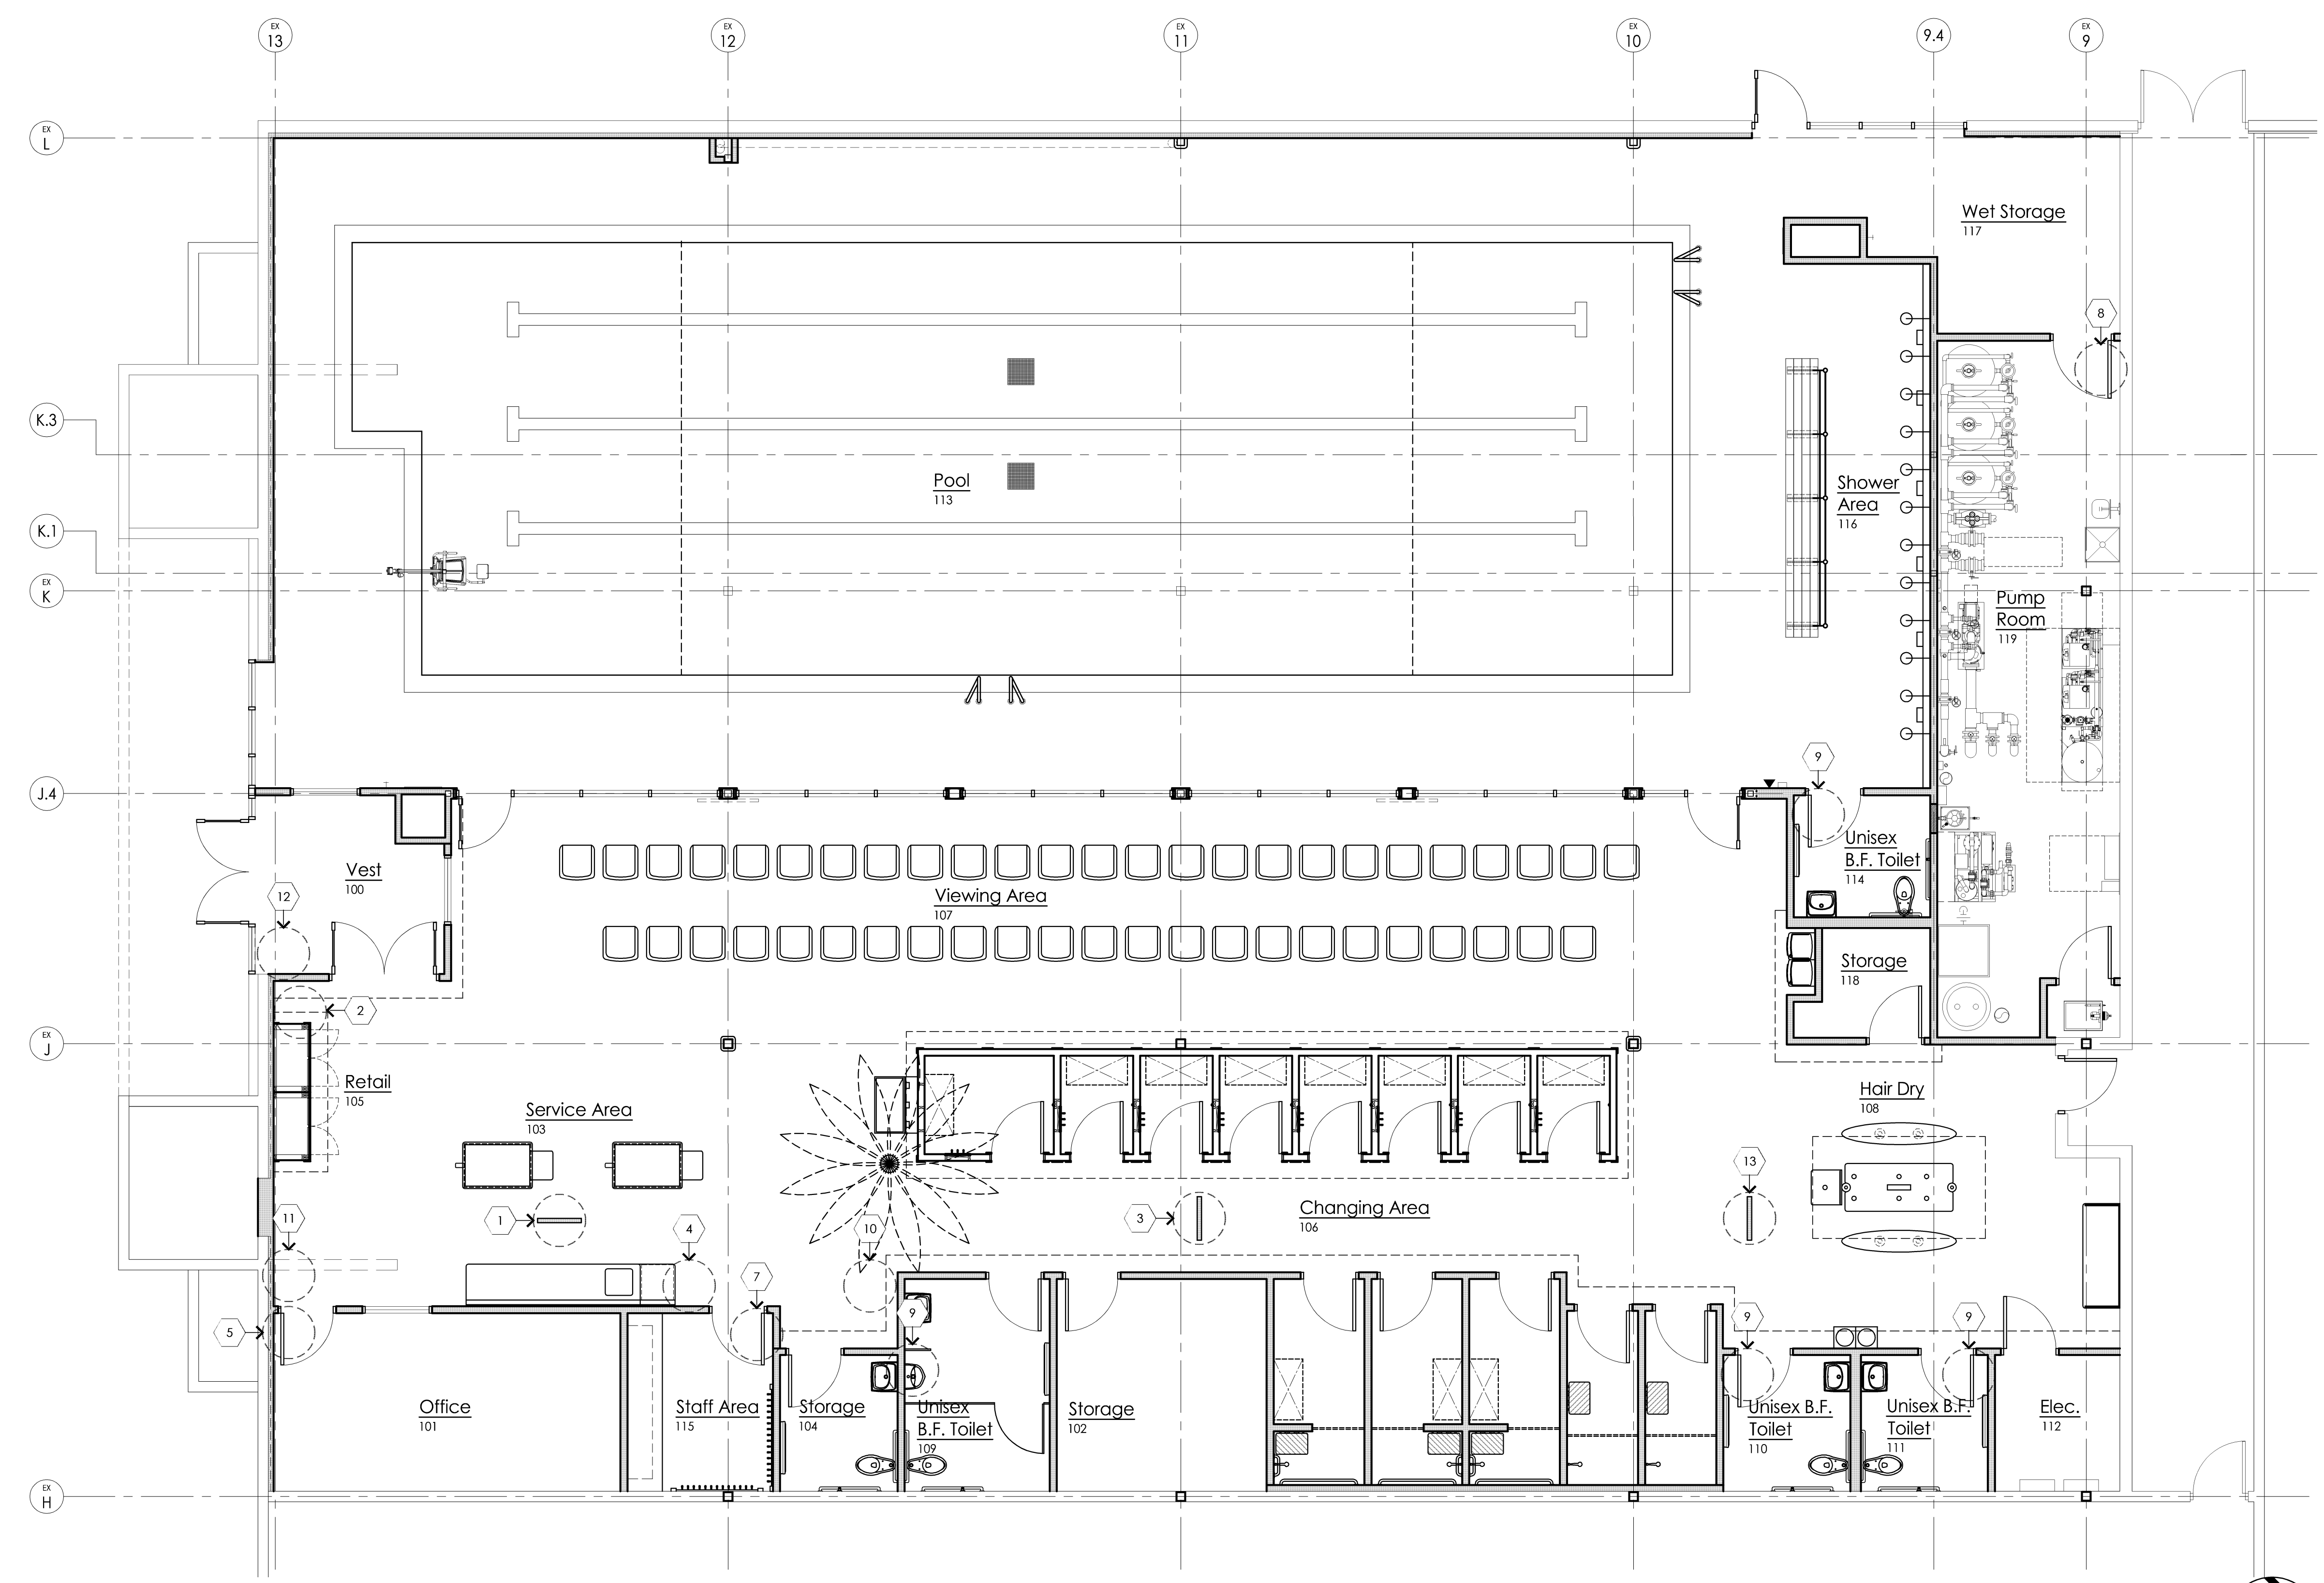 EX
13
EX
12
EX
11
EX
10
9.4
EX
9
EX
L
Wet Storage
117
8
K.3
Pool
113
Shower
Area
116
K.1
EX
K
Pump
Room
119
9
J.4
Unisex
B.F. Toilet
114
Vest
100
12
Viewing Area
107
Storage
118
2
EX
J
Retail
105
Service Area
103
Hair Dry
108
13
11
1
4
10
3
Changing Area
106
7
5
9
9
9
Office
101
Staff Area
115
Storage
104
Unisex
B.F. Toilet
109
Storage
102
Unisex B.F.
Toilet
110
Unisex B.F.
Toilet
111
Elec.
112
EX
H